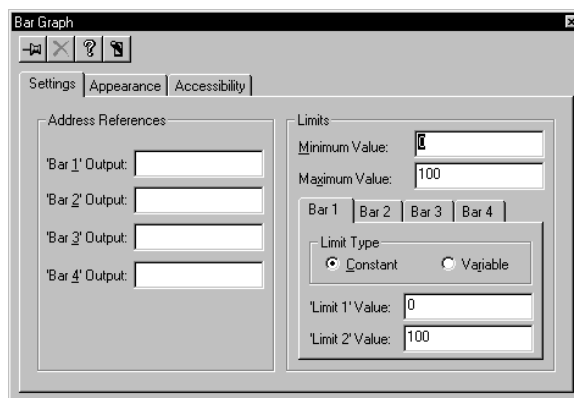 Bar Graph
Settings Appearance Accessibility
Address References
'Bar 1' Output:
'Bar 2' Output:
'Bar 3' Output:
'Bar 4' Output:
Limits
Minimum Value: 0
Maximum Value: 100
Bar 1 Bar 2 Bar 3 Bar 4
Limit Type
Constant Variable
'Limit 1' Value: 0
'Limit 2' Value: 100